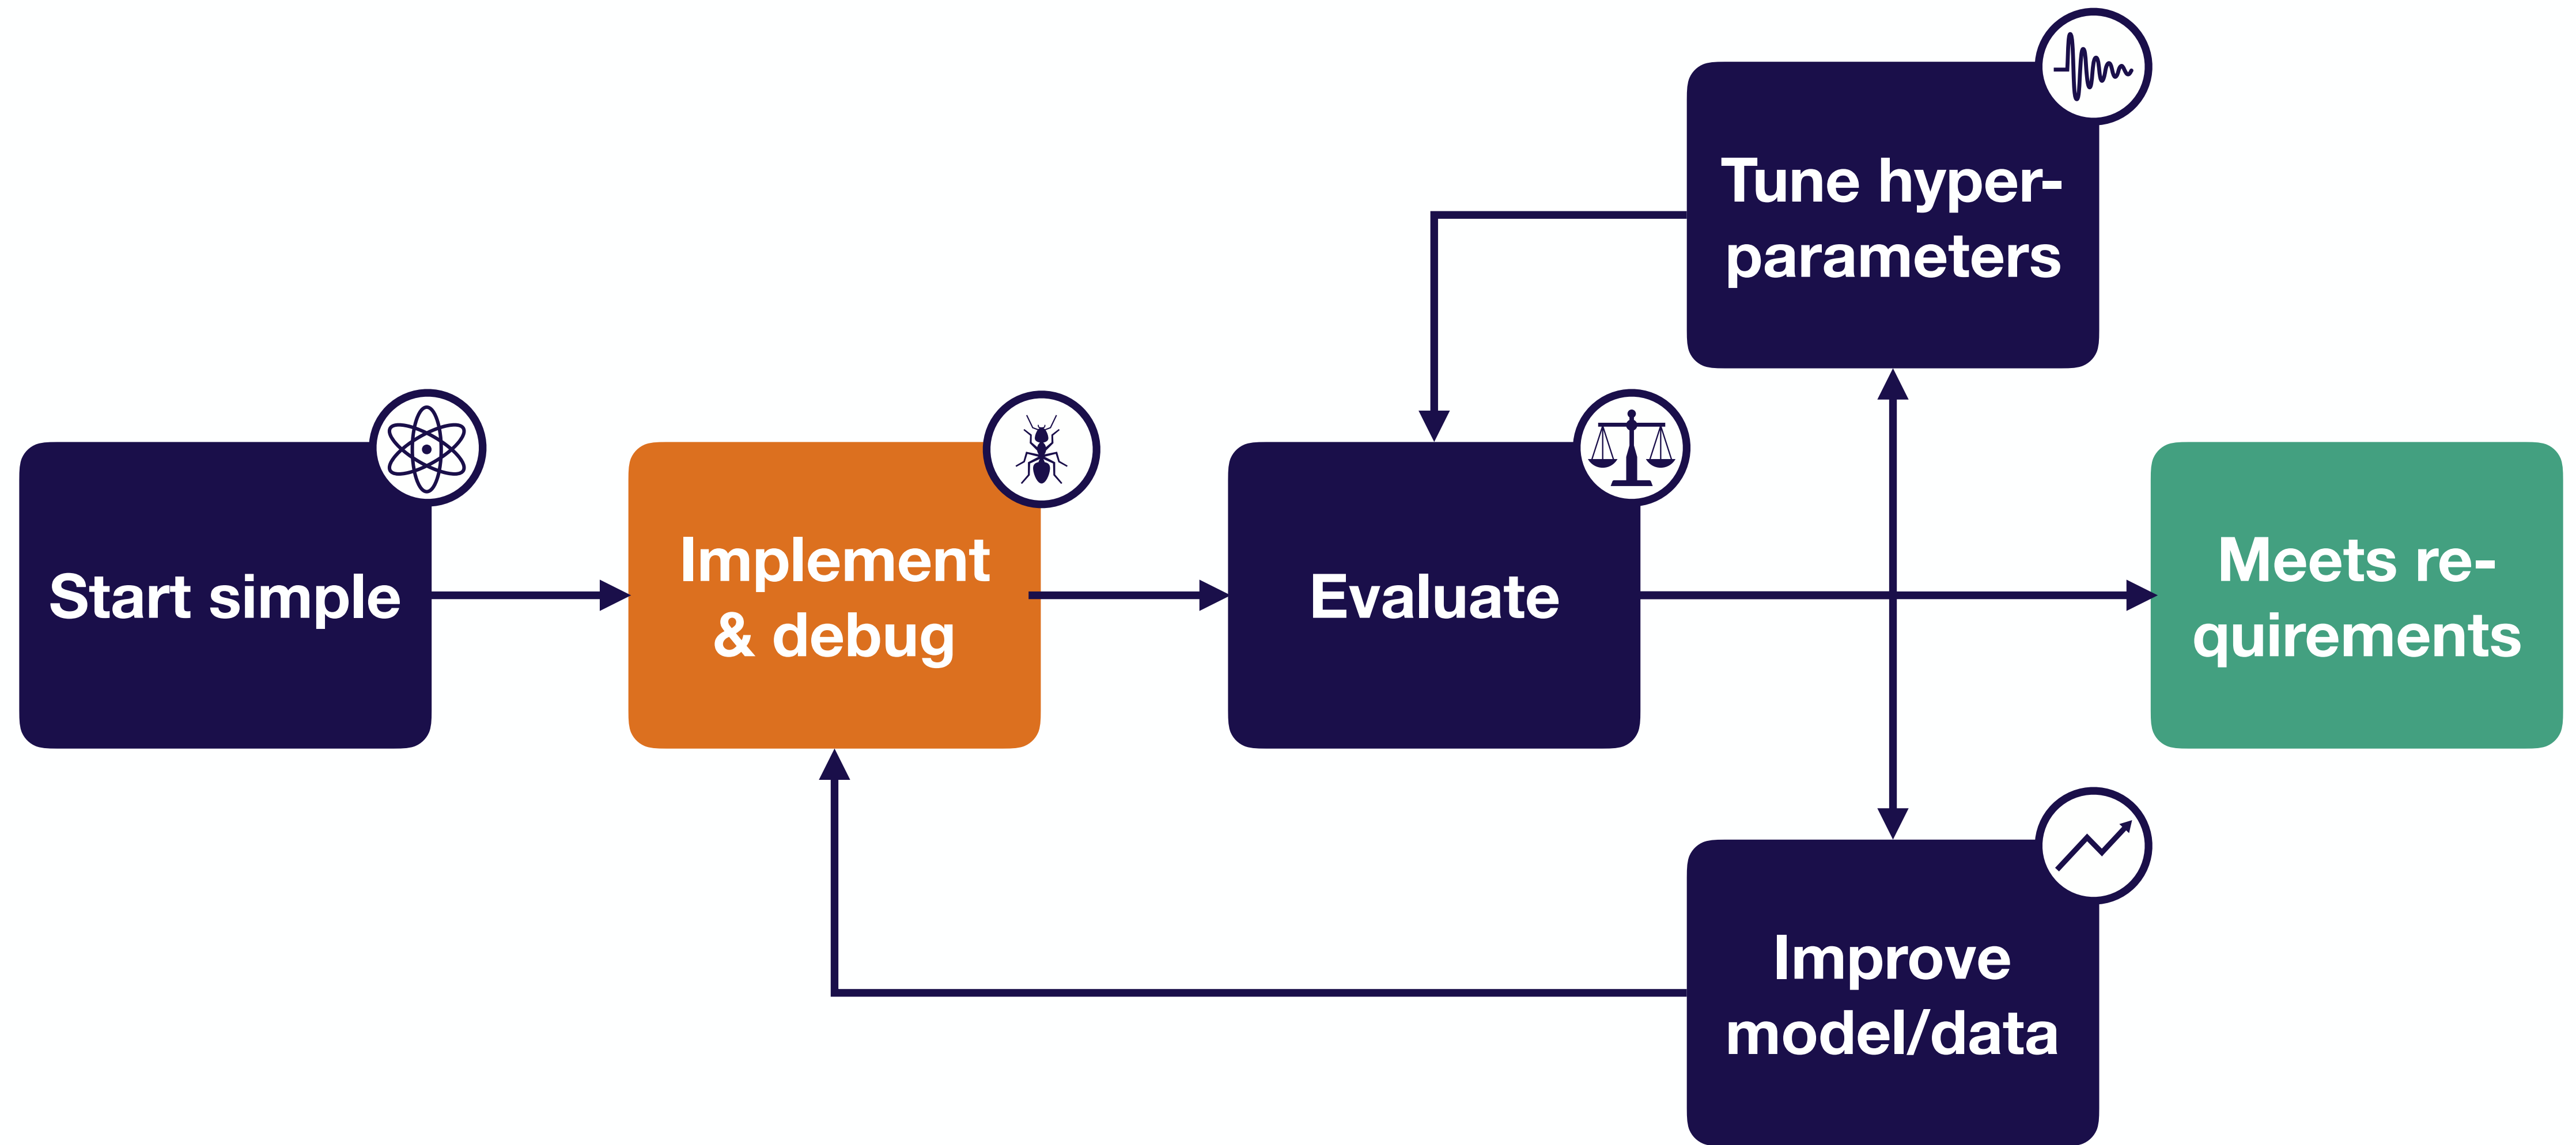 Start simple
Implement
& debug
Evaluate
Tune hyper-
parameters
Improve
model/data
Meets re-
quirements